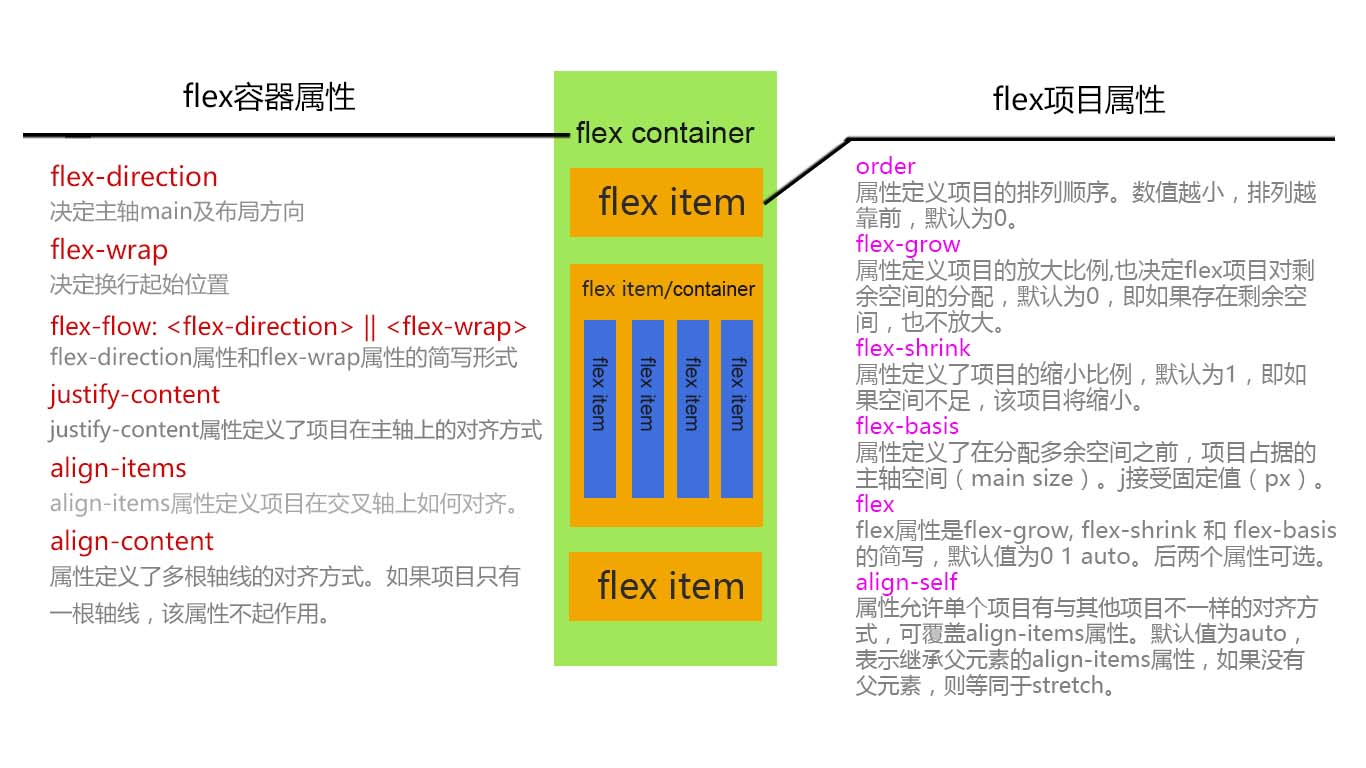 flex容器属性
flex-direction
决定主轴main及布局方向
flex-wrap
决定换行起始位置
flex-flow: <flex-direction> || <flex-wrap>
flex-direction属性和flex-wrap属性的简写形式
justify-content
justify-content属性定义了项目在主轴上的对齐方式
align-items
align-items属性定义项目在交叉轴上如何对齐。
align-content
属性定义了多根轴线的对齐方式。如果项目只有
一根轴线，该属性不起作用。
flex container
flex item
flex item/container
flex item
flex item
flex item
flex item
flex item
flex项目属性
order
属性定义项目的排列顺序。数值越小，排列越
靠前，默认为0。
flex-grow
属性定义项目的放大比例,也决定flex项目对剩
余空间的分配，默认为0，即如果存在剩余空
间，也不放大。
flex-shrink
属性定义了项目的缩小比例，默认为1，即如
果空间不足，该项目将缩小。
flex-basis
属性定义了在分配多余空间之前，项目占据的
主轴空间（main size）。j接受固定值（px）。
flex
flex属性是flex-grow, flex-shrink 和 flex-basis
的简写，默认值为0 1 auto。后两个属性可选。
align-self
属性允许单个项目有与其他项目不一样的对齐方
式，可覆盖align-items属性。默认值为auto，
表示继承父元素的align-items属性，如果没有
父元素，则等同于stretch。